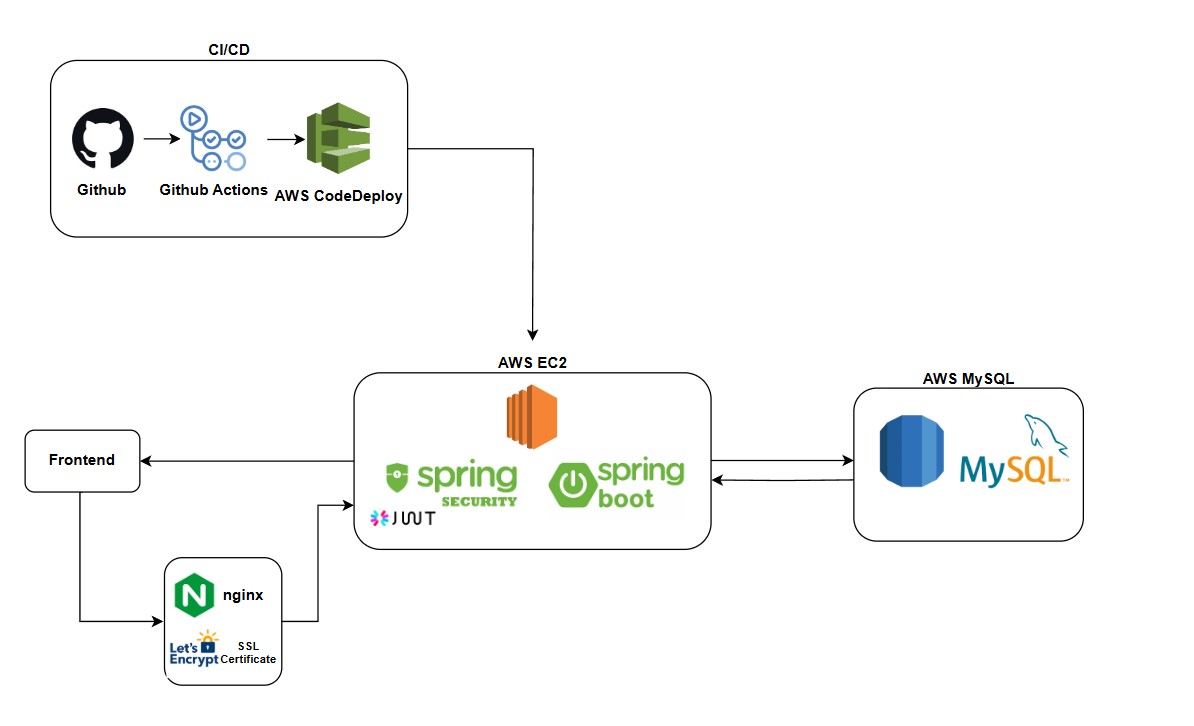 CI/CD
Github
Github Actions
AWS CodeDeploy
AWS EC2
spring
SECURITY
spring
boot
JWT
AWS MySQL
MySQL™
Frontend
nginx
Let's
Encrypt
SSL
Certificate